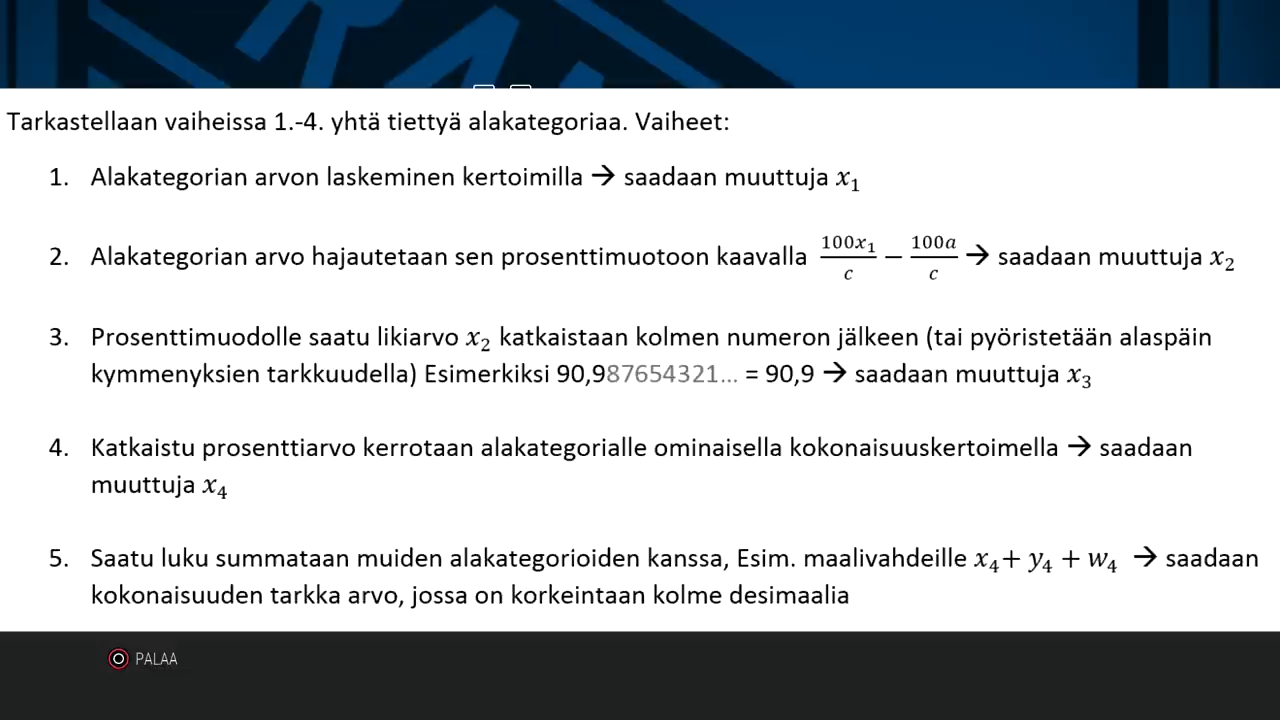 Tarkastellaan vaiheissa 1.-4. yhtä tiettyä alakategoriaa. Vaiheet:
1. Alakategorian arvon laskeminen kertoimilla → saadaan muuttuja x₁
2. Alakategorian arvo hajautetaan sen prosenttimuotoon kaavalla 100x₁/c − 100a/c → saadaan muuttuja x₂
3. Prosenttimuodolle saatu likiarvo x₂ katkaistaan kolmen numeron jälkeen (tai pyöristetään alaspäin
kymmenyksien tarkkuudella) Esimerkiksi 90,987654321... = 90,9 → saadaan muuttuja x₃
4. Katkaistu prosenttiarvo kerrotaan alakategorialle ominaisella kokonaisuuskertoimella → saadaan
muuttuja x₄
5. Saatu luku summataan muiden alakategorioiden kanssa, Esim. maalivahdeille x₄+ y₄ + w₄ → saadaan
kokonaisuuden tarkka arvo, jossa on korkeintaan kolme desimaalia
PALAA